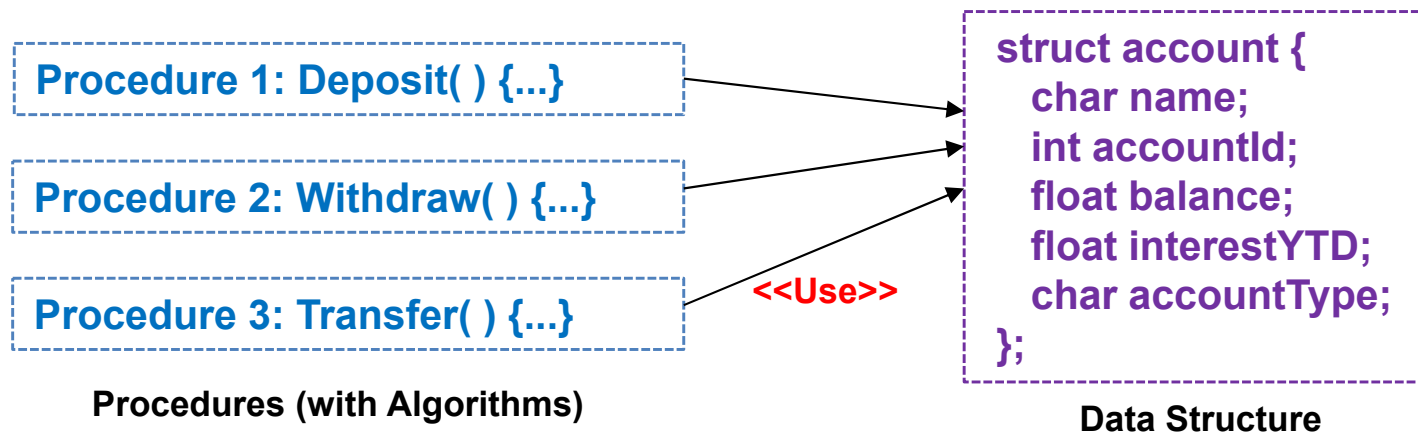 Procedure 1: Deposit( ) {...}
Procedure 2: Withdraw( ) {...}
Procedure 3: Transfer( ) {...}
Procedures (with Algorithms)
<<Use>>
struct account {
char name;
int accountId;
float balance;
float interestYTD;
char accountType;
};
Data Structure